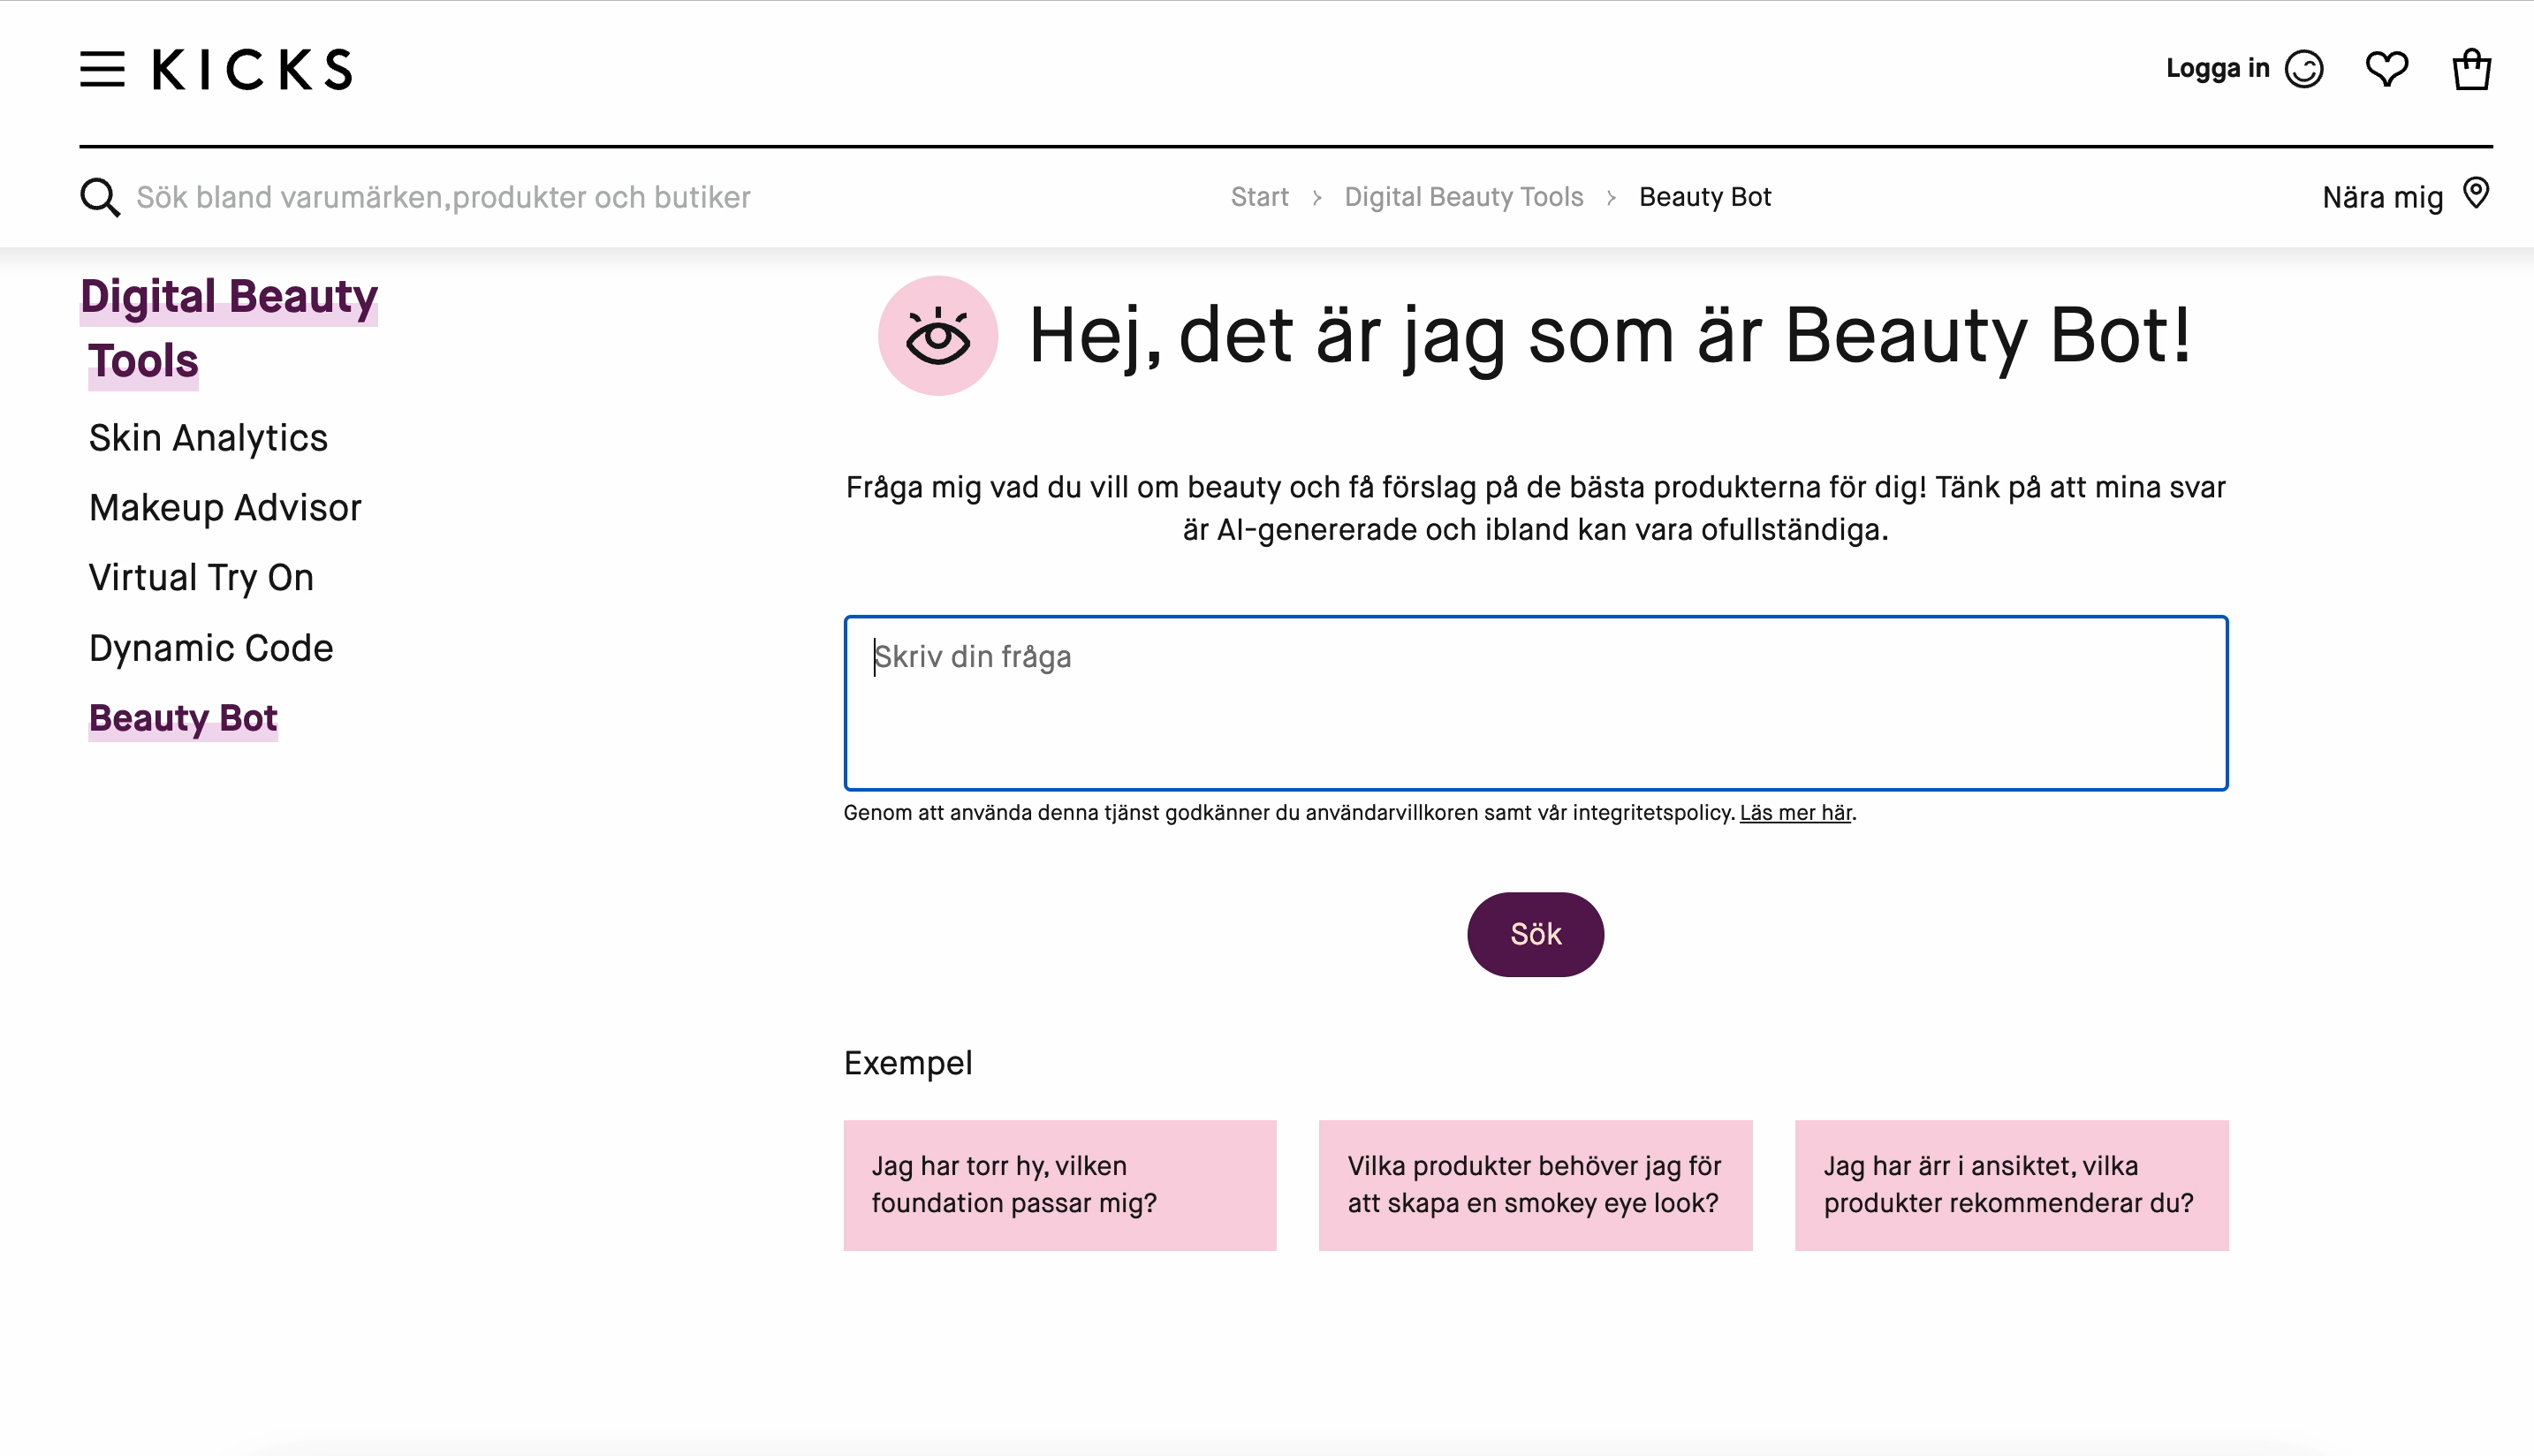 KICKS
Logga in
Sök bland varumärken,produkter och butiker
Start
Digital Beauty Tools
Beauty Bot
Nära mig
Digital Beauty
Tools
Skin Analytics
Makeup Advisor
Virtual Try On
Dynamic Code
Beauty Bot
Hej, det är jag som är Beauty Bot!
Fråga mig vad du vill om beauty och få förslag på de bästa produkterna för dig! Tänk på att mina svar
är AI-genererade och ibland kan vara ofullständiga.
Skriv din fråga
Genom att använda denna tjänst godkänner du användarvillkoren samt vår integritetspolicy. Läs mer här.
Sök
Exempel
Jag har torr hy, vilken
foundation passar mig?
Vilka produkter behöver jag för
att skapa en smokey eye look?
Jag har ärr i ansiktet, vilka
produkter rekommenderar du?